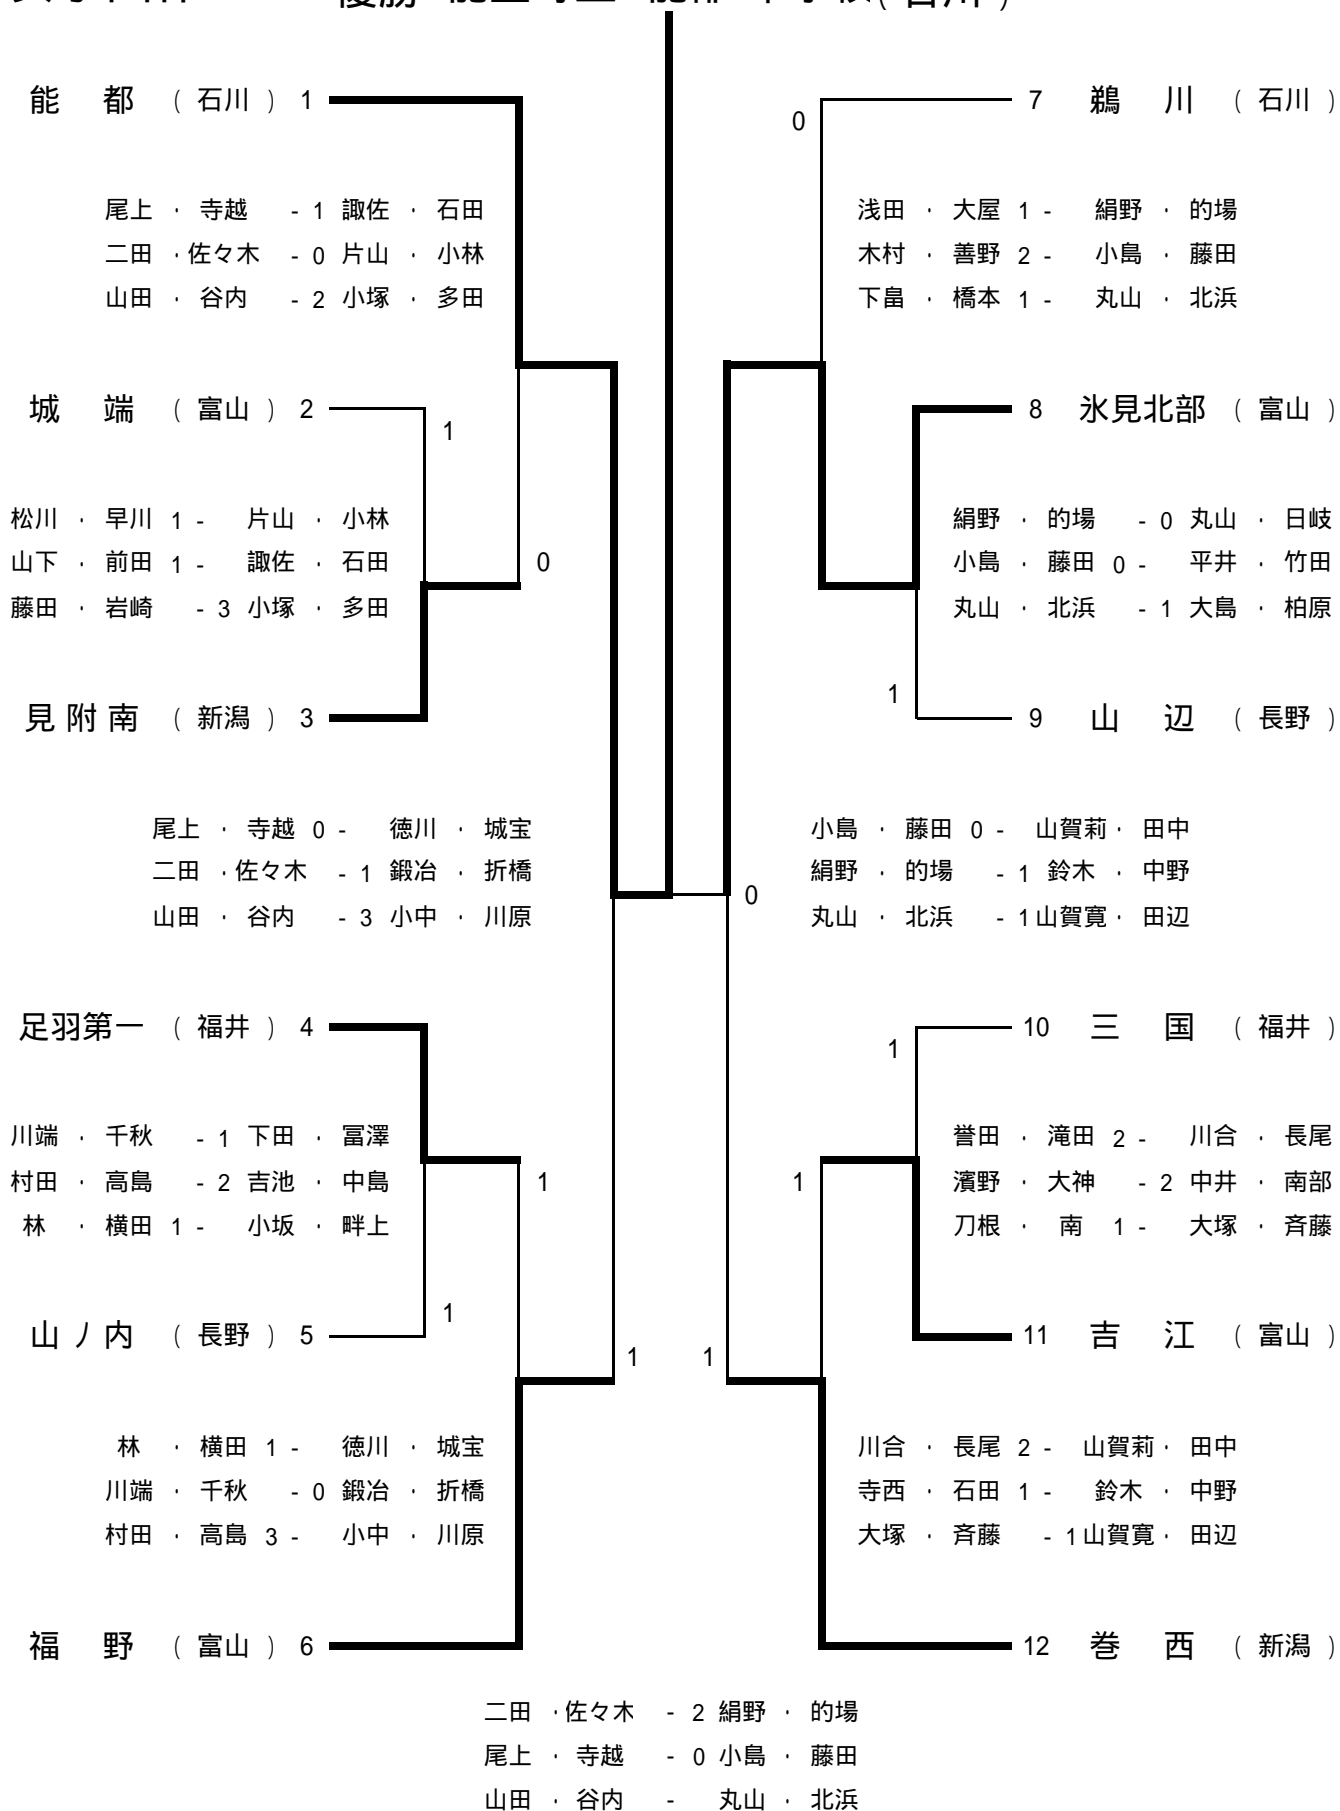 能都 ( 石川 ) 1
尾上 ・ 寺越 - 1 諏佐 ・ 石田
二田 ・佐々木 - 0 片山 ・ 小林
山田 ・ 谷内 - 2 小塚 ・ 多田
城端 ( 富山 ) 2
1
松川 ・ 早川 1 - 片山 ・ 小林
山下 ・ 前田 1 - 諏佐 ・ 石田
藤田 ・ 岩崎 - 3 小塚 ・ 多田
0
見附南 ( 新潟 ) 3
尾上 ・ 寺越 0 - 徳川 ・ 城宝
二田 ・佐々木 - 1 鍛冶 ・ 折橋
山田 ・ 谷内 - 3 小中 ・ 川原
足羽第一 ( 福井 ) 4
川端 ・ 千秋 - 1 下田 ・ 冨澤
村田 ・ 高島 - 2 吉池 ・ 中島
林 ・ 横田 1 - 小坂 ・ 畔上
1
山ノ内 ( 長野 ) 5
1
1
林 ・ 横田 1 - 徳川 ・ 城宝
川端 ・ 千秋 - 0 鍛冶 ・ 折橋
村田 ・ 高島 3 - 小中 ・ 川原
福野 ( 富山 ) 6
7 鵜川 ( 石川 )
0
浅田 ・ 大屋 1 - 絹野 ・ 的場
木村 ・ 善野 2 - 小島 ・ 藤田
下畠 ・ 橋本 1 - 丸山 ・ 北浜
8 氷見北部 ( 富山 )
絹野 ・ 的場 - 0 丸山 ・ 日岐
小島 ・ 藤田 0 - 平井 ・ 竹田
丸山 ・ 北浜 - 1 大島 ・ 柏原
1
9 山辺 ( 長野 )
小島 ・ 藤田 0 - 山賀莉・ 田中
絹野 ・ 的場 - 1 鈴木 ・ 中野
丸山 ・ 北浜 - 1山賀寛・ 田辺
0
10 三国 ( 福井 )
1
誉田 ・ 滝田 2 - 川合 ・ 長尾
濱野 ・ 大神 - 2 中井 ・ 南部
刀根 ・ 南 1 - 大塚 ・ 斉藤
1
11 吉江 ( 富山 )
1
川合 ・ 長尾 2 - 山賀莉・ 田中
寺西 ・ 石田 1 - 鈴木 ・ 中野
大塚 ・ 斉藤 - 1山賀寛・ 田辺
12 巻西 ( 新潟 )
二田 ・佐々木 - 2 絹野 ・ 的場
尾上 ・ 寺越 - 0 小島 ・ 藤田
山田 ・ 谷内 - 丸山 ・ 北浜